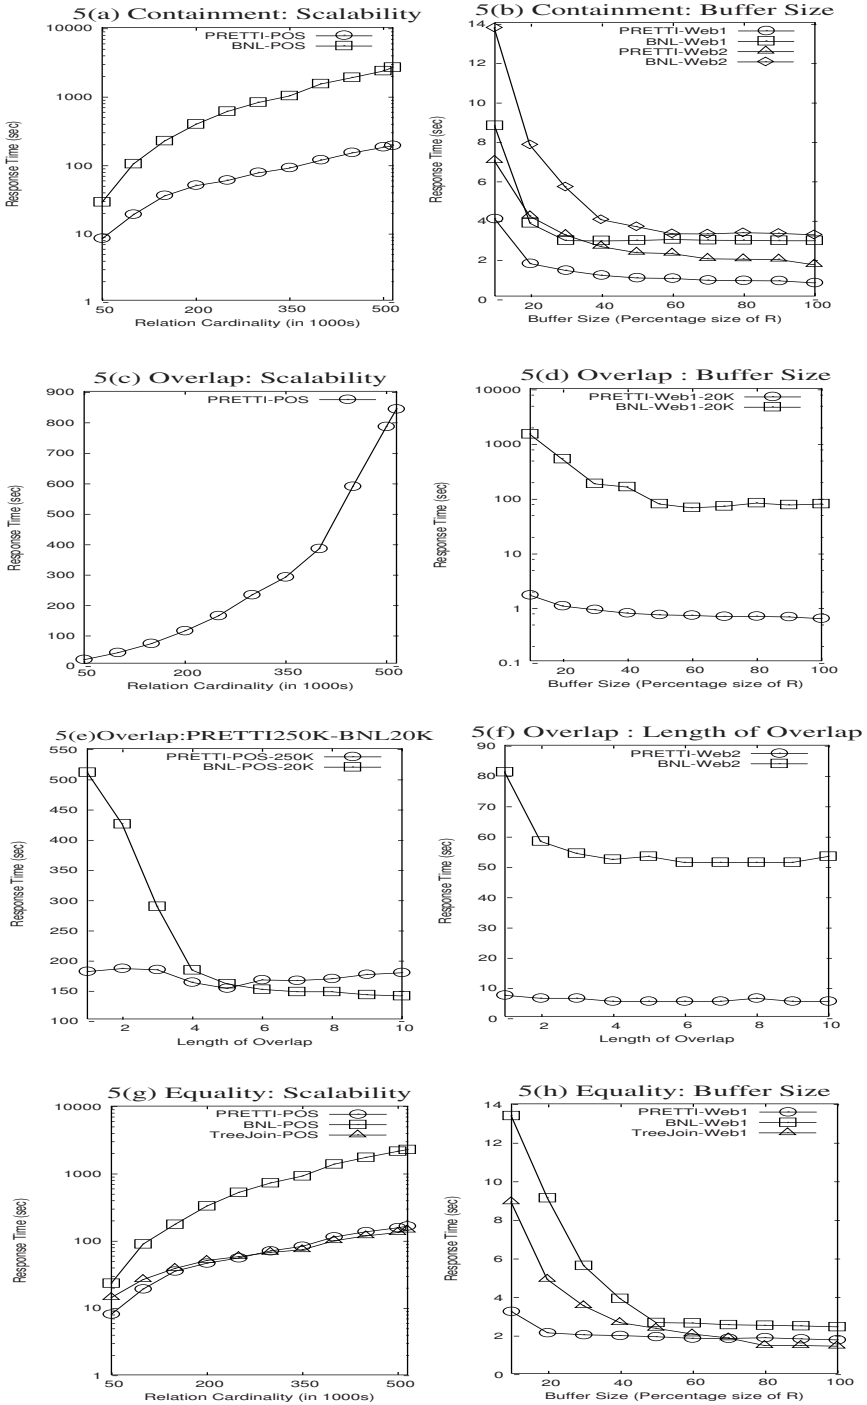 5(a) Containment: Scalability
10000
1000
100
10
1
50
200
350
500
Response Time (sec)
Relation Cardinality (in 1000s)
PRETTI-POS
BNL-POS
5(b) Containment: Buffer Size
14
12
10
8
6
4
2
0
20
40
60
80
100
Response Time (sec)
Buffer Size (Percentage size of R)
PRETTI-Web1
BNL-Web1
PRETTI-Web2
BNL-Web2
5(c) Overlap: Scalability
900
800
700
600
500
400
300
200
100
0
50
200
350
500
Response Time (sec)
Relation Cardinality (in 1000s)
PRETTI-POS
5(d) Overlap : Buffer Size
10000
1000
100
10
1
0.1
20
40
60
80
100
Response Time (sec)
Buffer Size (Percentage size of R)
PRETTI-Web1-20K
BNL-Web1-20K
5(e)Overlap:PRETTI250K-BNL20K
550
500
450
400
350
300
250
200
150
100
2
4
6
8
10
Response Time (sec)
Length of Overlap
PRETTI-POS-250K
BNL-POS-20K
5(f) Overlap : Length of Overlap
90
80
70
60
50
40
30
20
10
0
2
4
6
8
10
Response Time (sec)
Length of Overlap
PRETTI-Web2
BNL-Web2
5(g) Equality: Scalability
10000
1000
100
10
1
50
200
350
500
Response Time (sec)
Relation Cardinality (in 1000s)
PRETTI-POS
BNL-POS
TreeJoin-POS
5(h) Equality: Buffer Size
14
12
10
8
6
4
2
0
20
40
60
80
100
Response Time (sec)
Buffer Size (Percentage size of R)
PRETTI-Web1
BNL-Web1
TreeJoin-Web1